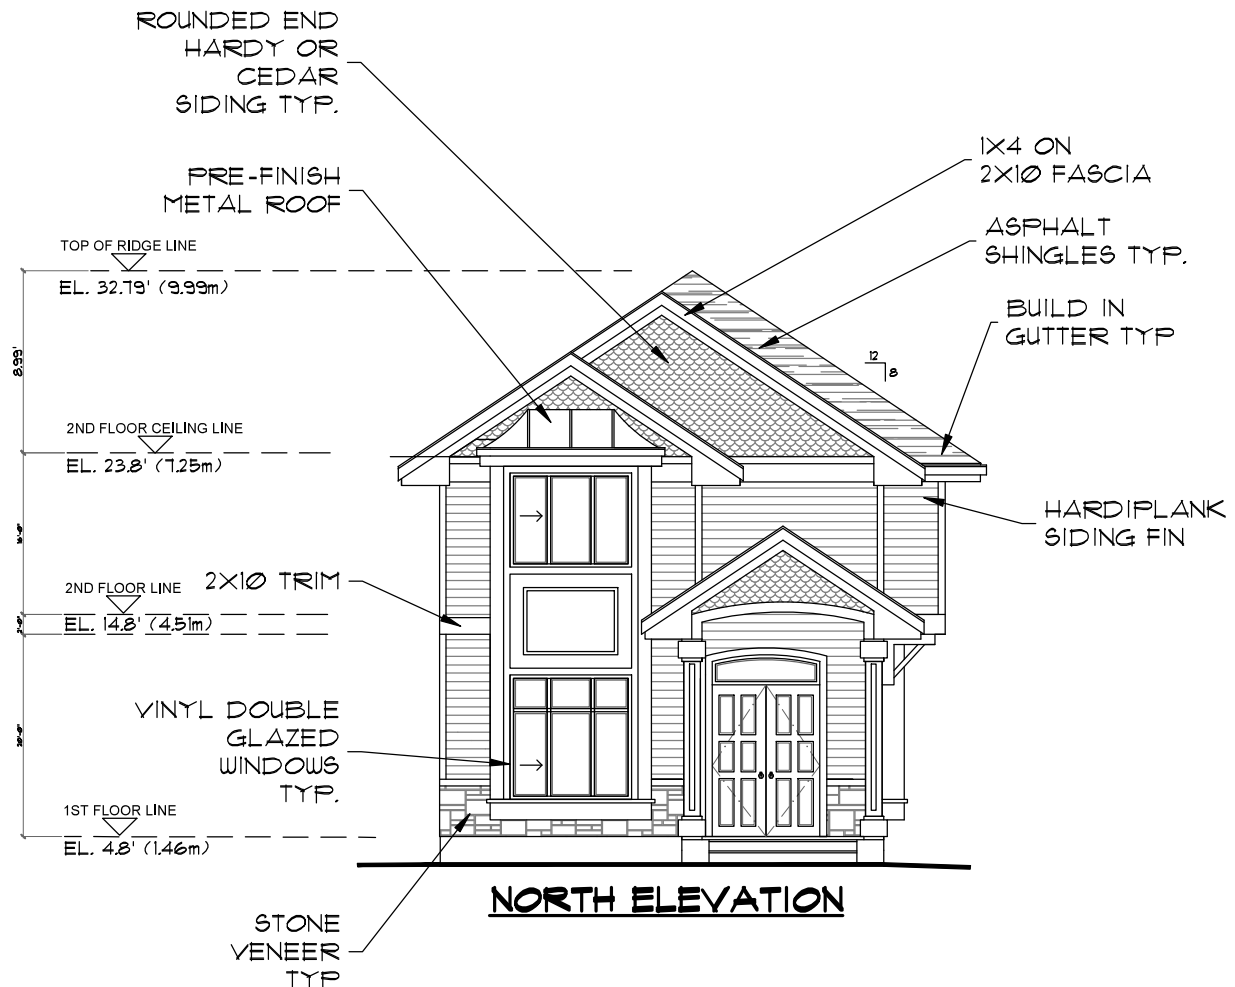 ROUNDED END
HARDY OR
CEDAR
SIDING TYP.
PRE-FINISH
METAL ROOF
1X4 ON
2X10 FASCIA
ASPHALT
SHINGLES TYP.
BUILD IN
GUTTER TYP
12
8
TOP OF RIDGE LINE
EL. 32.79' (9.99m)
8.99'
2ND FLOOR CEILING LINE
EL. 23.8' (7.25m)
HARDIPLANK
SIDING FIN
2ND FLOOR LINE
2X10 TRIM
EL. 14.8' (4.51m)
VINYL DOUBLE
GLAZED
WINDOWS
TYP.
1ST FLOOR LINE
EL. 4.8' (1.46m)
NORTH ELEVATION
STONE
VENEER
TYP